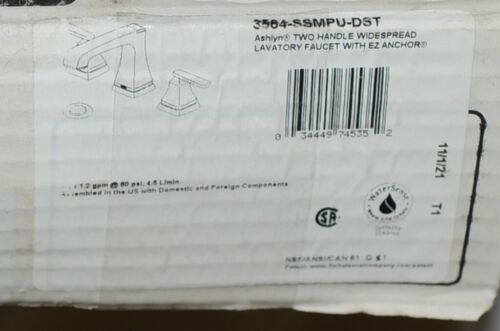 3564-SSMPU-DST
Ashlyn® TWO HANDLE WIDESPREAD
LAVATORY FAUCET WITH EZ ANCHOR®
0 34449 74535 2
11/1/21
T1
1.2 gpm @ 60 psi, 4.5 L/min
Assembled in the US with Domestic and Foreign Components
WaterSense
NSF/ANSI/CAN 61